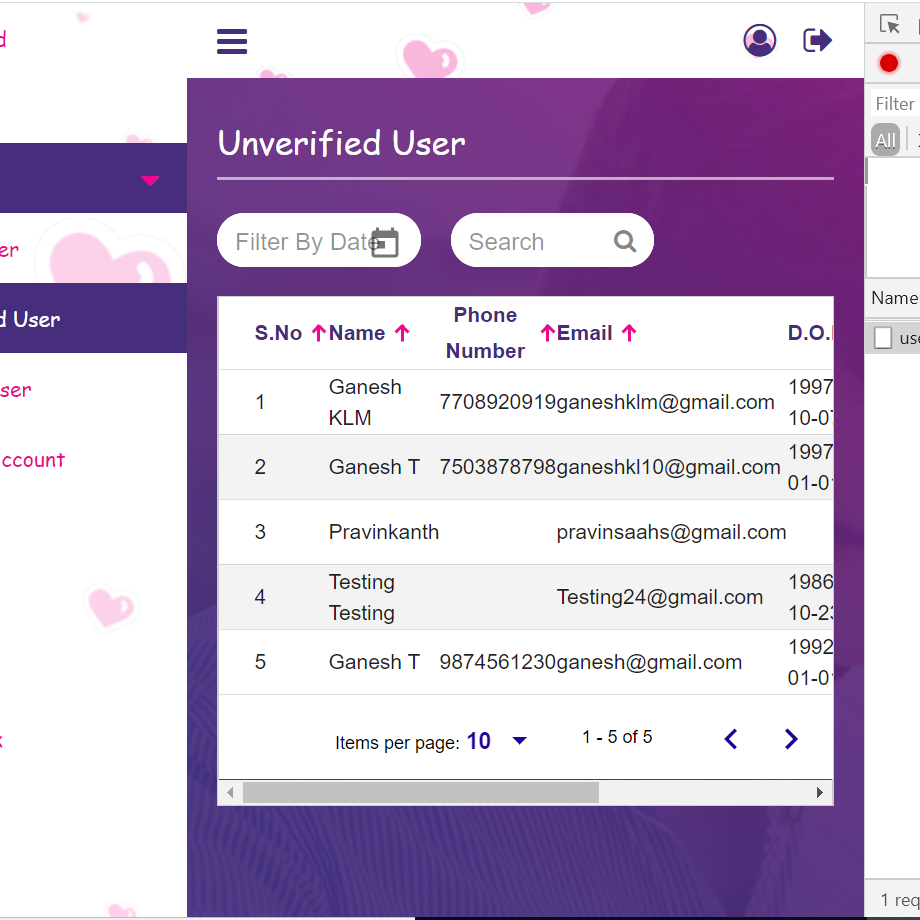 d
Unverified User
Filter By Date
Search
er
d User
ser
ccount
S.No Name Phone Number Email D.O.
1 Ganesh KLM 7708920919 ganeshklm@gmail.com 1997 10-07
2 Ganesh T 7503878798 ganeshkl10@gmail.com 1997 01-01
3 Pravinkanth pravinsaahs@gmail.com
4 Testing Testing Testing24@gmail.com 1986 10-23
5 Ganesh T 9874561230 ganesh@gmail.com 1992 01-01
Items per page: 10 1 - 5 of 5
Filter
All
Name
use
1 req